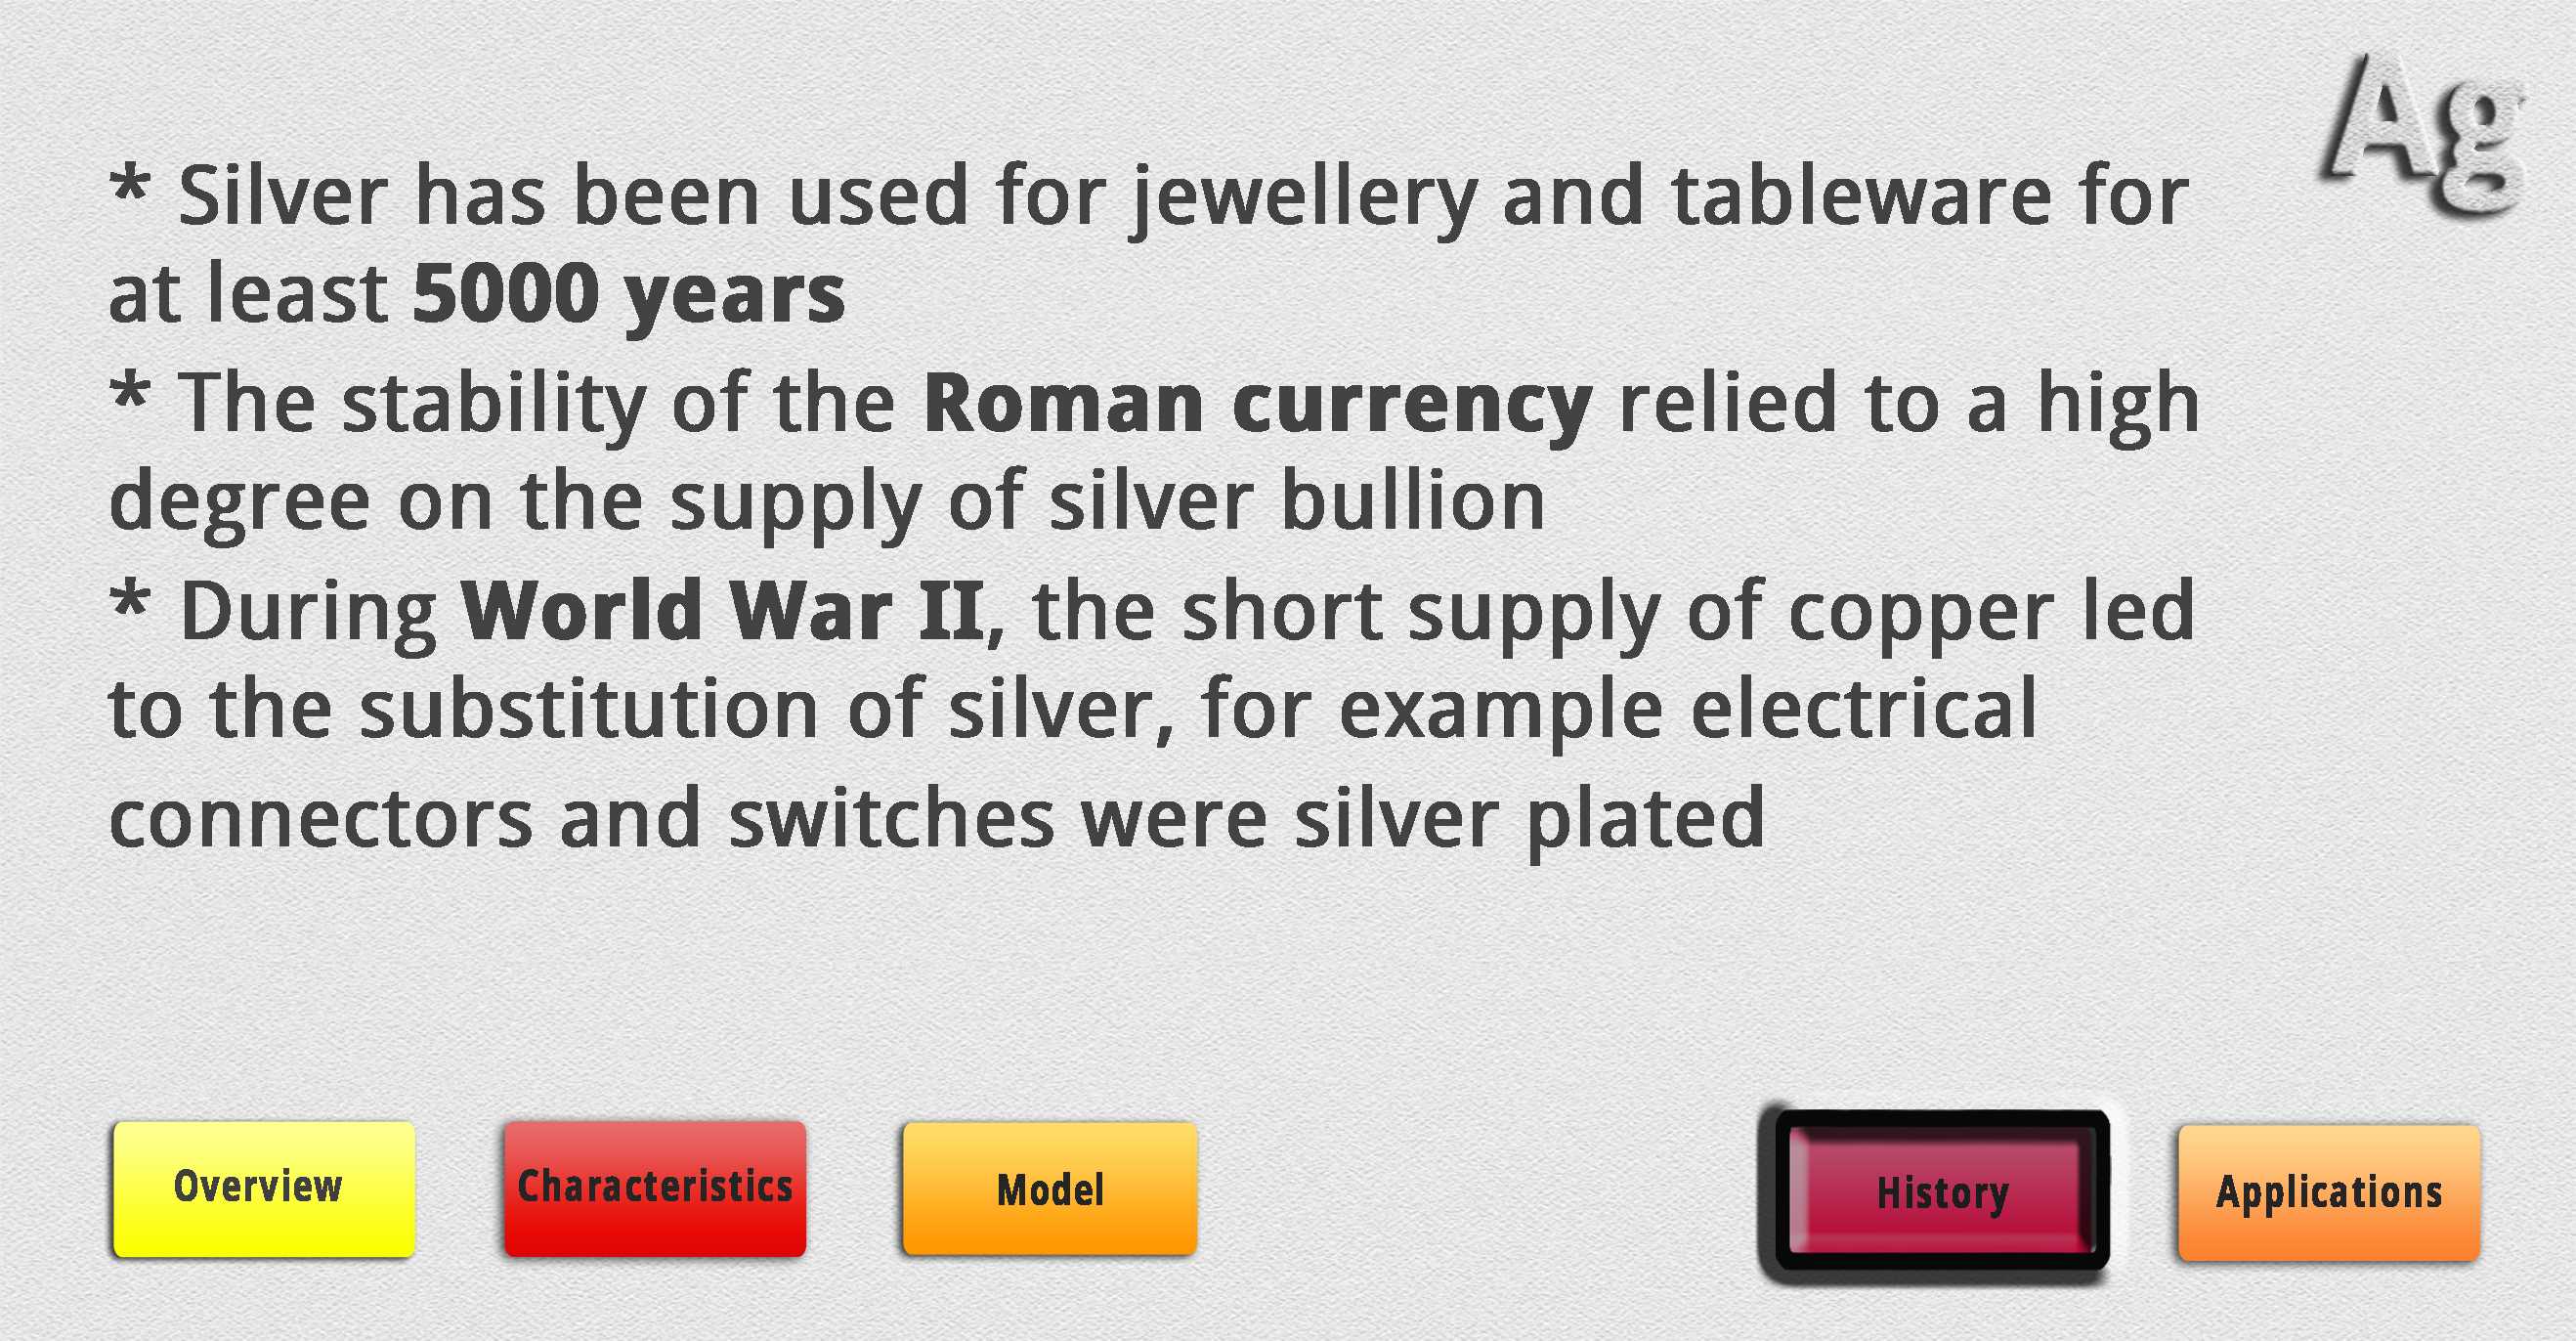 Ag
* Silver has been used for jewellery and tableware for
at least 5000 years
* The stability of the Roman currency relied to a high
degree on the supply of silver bullion
* During World War II, the short supply of copper led
to the substitution of silver, for example electrical
connectors and switches were silver plated
Overview
Characteristics
Model
History
Applications